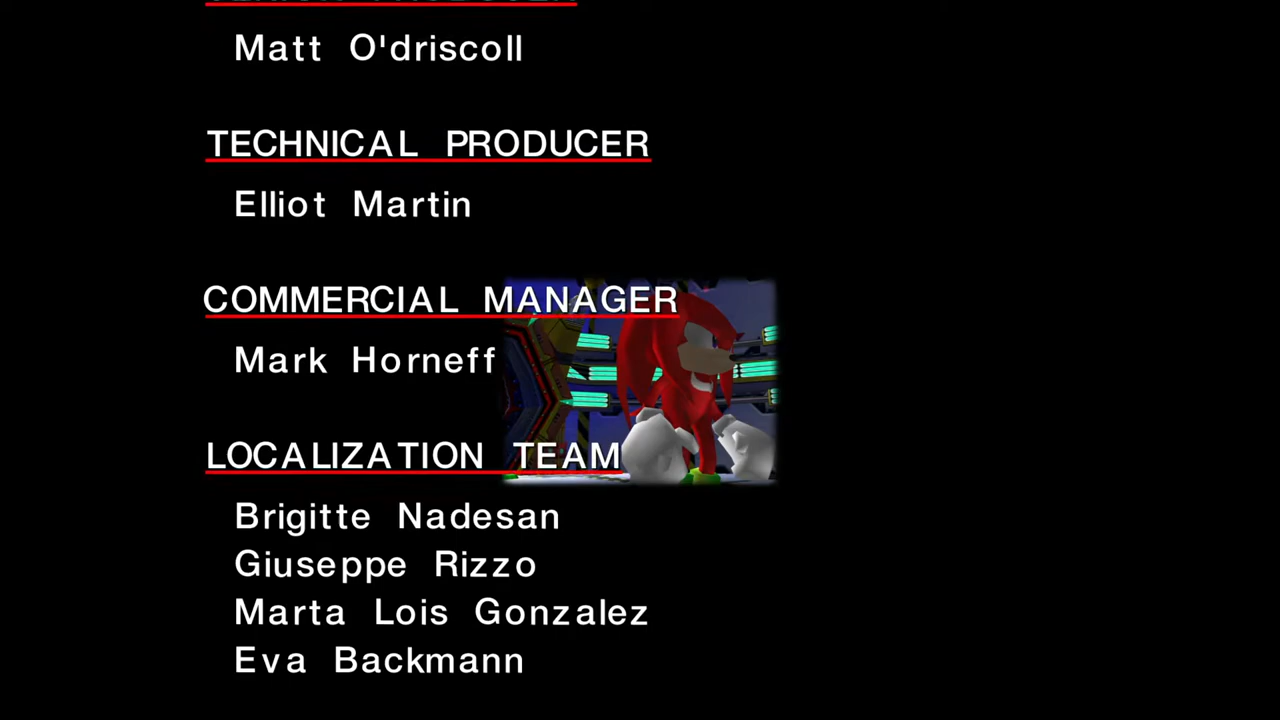 PRODUCER
Matt O'driscoll
TECHNICAL PRODUCER
Elliot Martin
COMMERCIAL MANAGER
Mark Horneff
LOCALIZATION TEAM
Brigitte Nadesan
Giuseppe Rizzo
Marta Lois Gonzalez
Eva Backmann